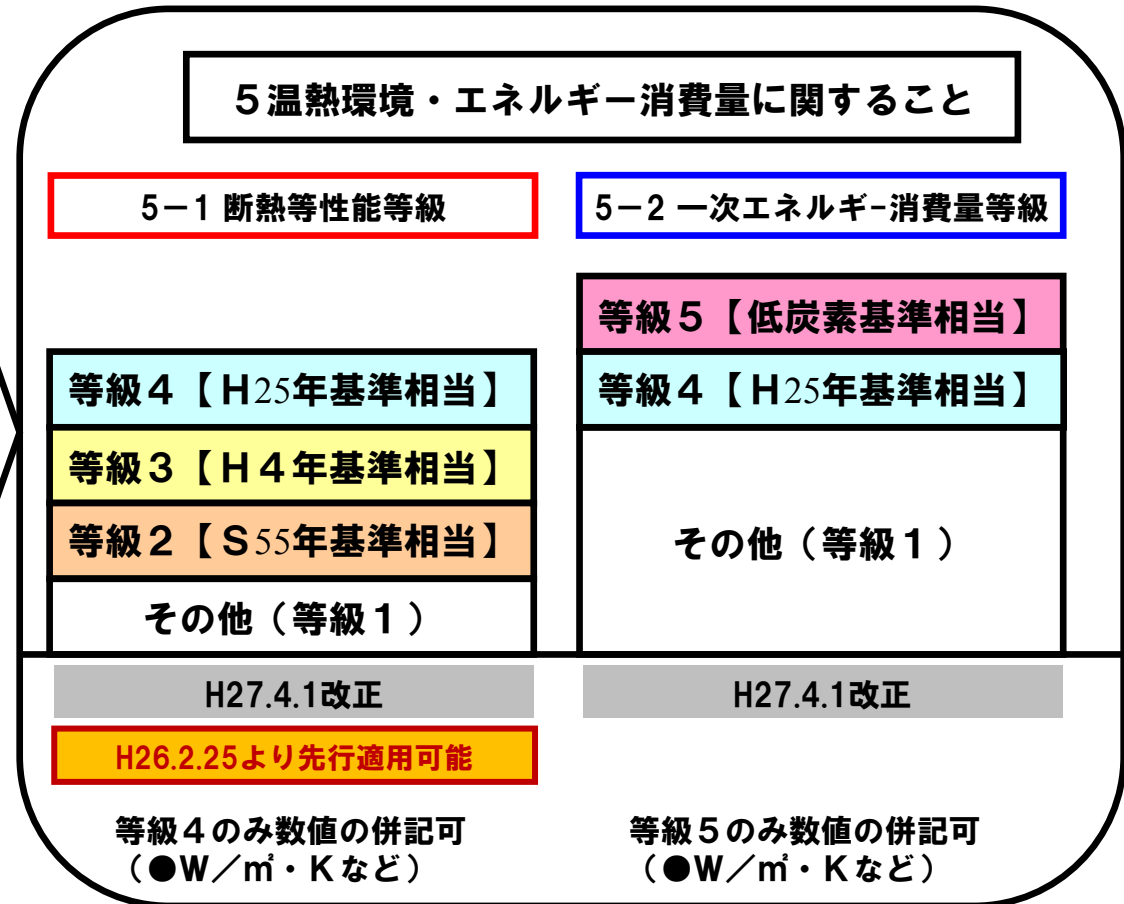 5温熱環境・エネルギー消費量に関すること
5－1 断熱等性能等級
等級４【Ｈ25年基準相当】
等級３【Ｈ４年基準相当】
等級２【Ｓ55年基準相当】
その他（等級１）
H27.4.1改正
H26.2.25より先行適用可能
等級４のみ数値の併記可
（●Ｗ／㎡・Ｋなど）
5－2 一次エネルギｰ消費量等級
等級５【低炭素基準相当】
等級４【Ｈ25年基準相当】
その他（等級１）
H27.4.1改正
等級５のみ数値の併記可
（●Ｗ／㎡・Ｋなど）